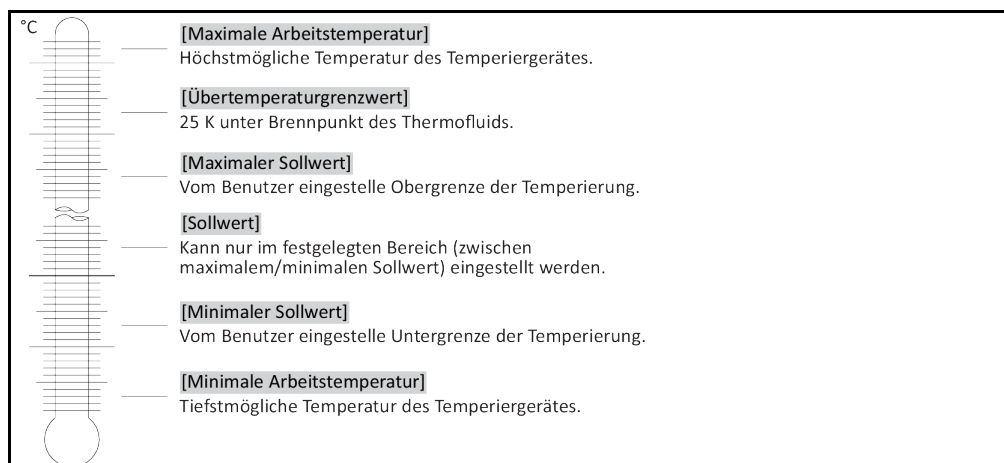 °C
[Maximale Arbeitstemperatur]
Höchstmögliche Temperatur des Temperiergerätes.
[Übertemperaturgrenzwert]
25 K unter Brennpunkt des Thermofluids.
[Maximaler Sollwert]
Vom Benutzer eingestelle Obergrenze der Temperierung.
[Sollwert]
Kann nur im festgelegten Bereich (zwischen
maximalem/minimalen Sollwert) eingestellt werden.
[Minimaler Sollwert]
Vom Benutzer eingestelle Untergrenze der Temperierung.
[Minimale Arbeitstemperatur]
Tiefstmögliche Temperatur des Temperiergerätes.